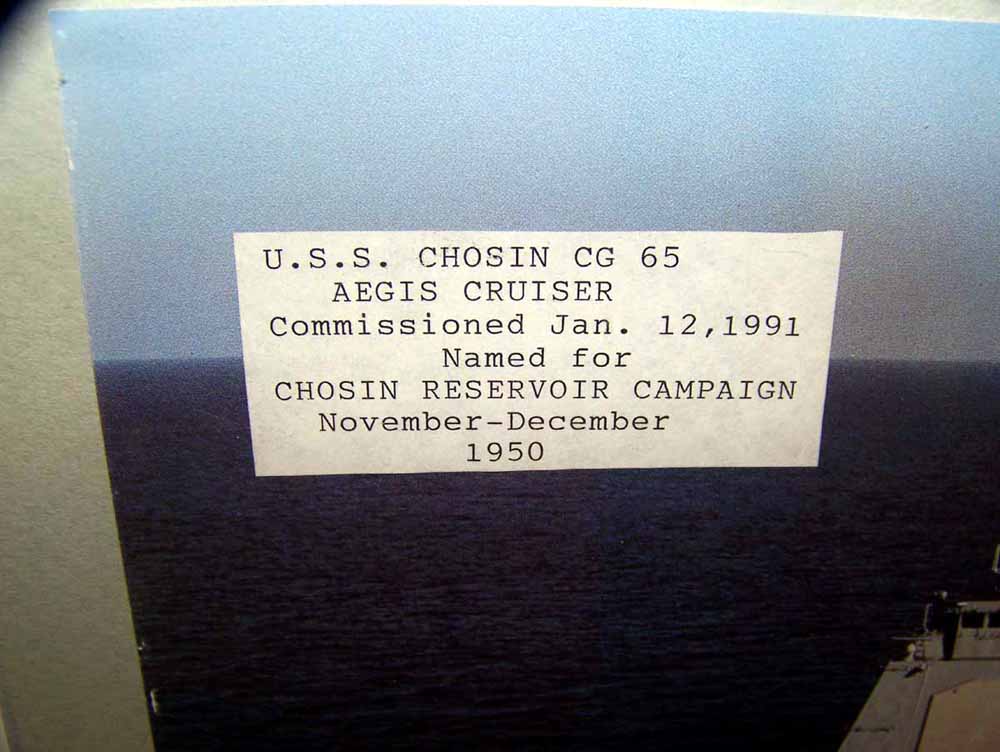 U.S.S. CHOSIN CG 65
AEGIS CRUISER
Commissioned Jan. 12,1991
Named for
CHOSIN RESERVOIR CAMPAIGN
November-December
1950